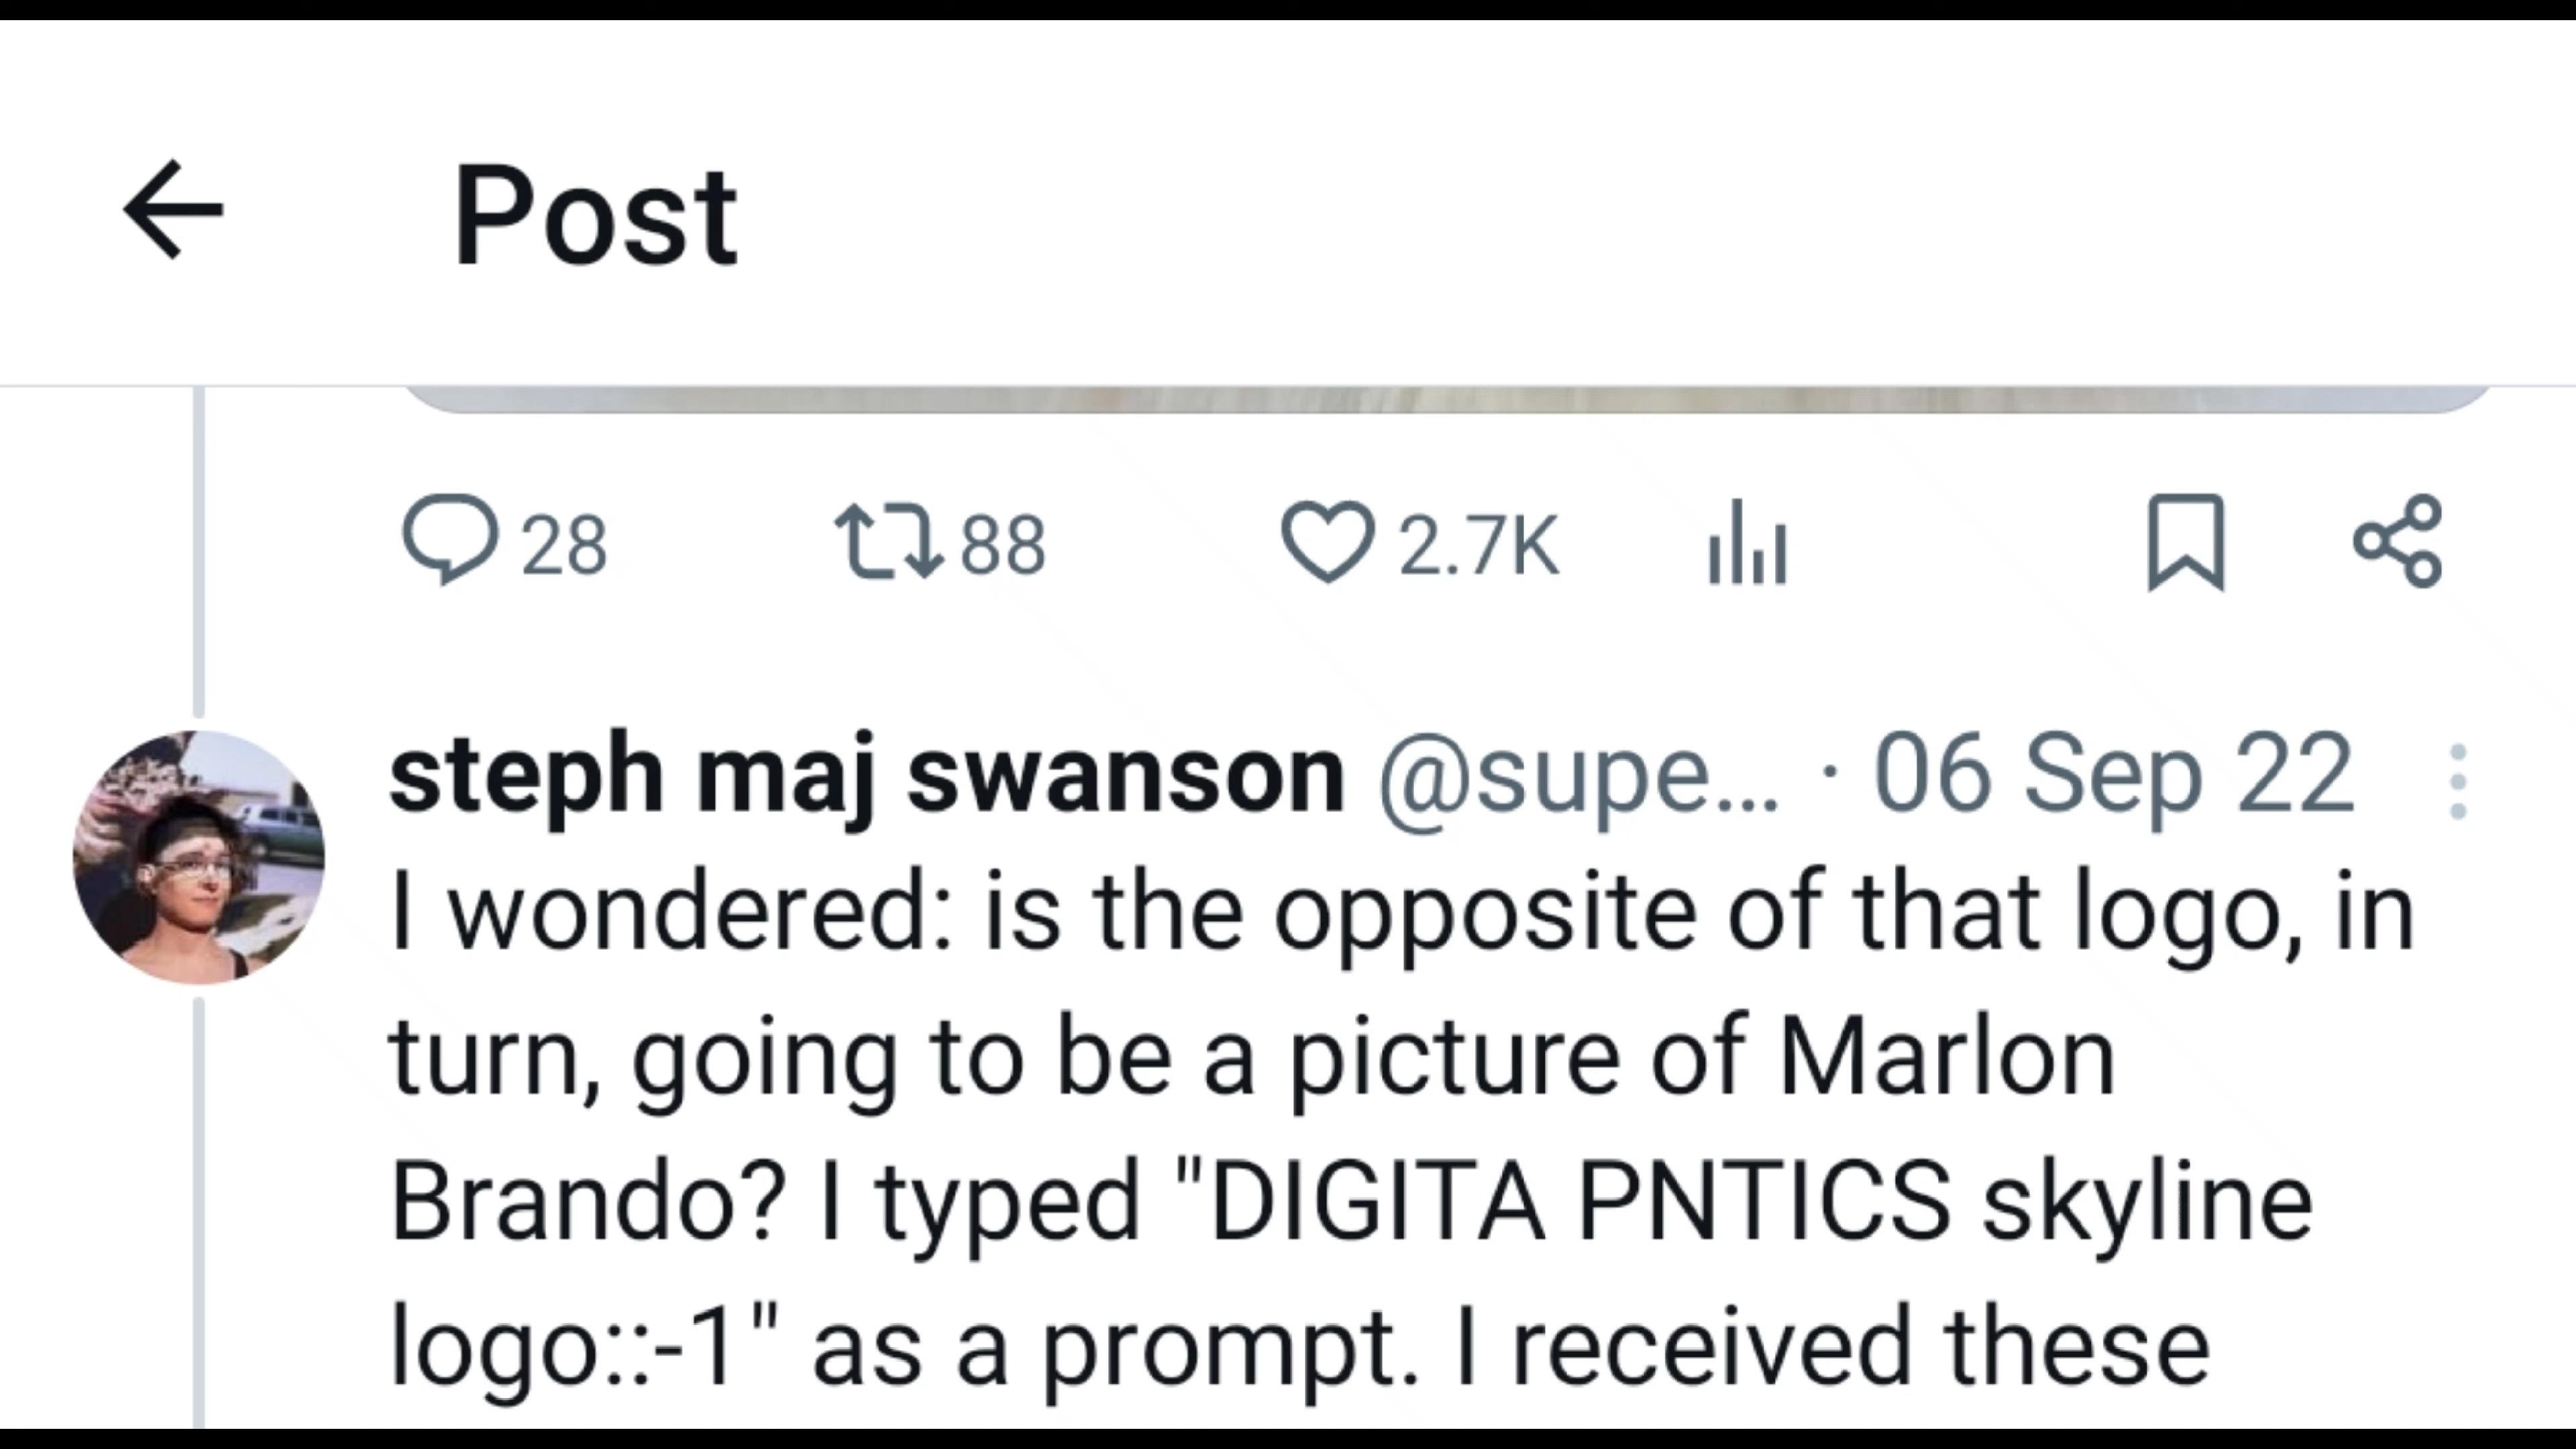 Post
28 88 2.7K
steph maj swanson @supe... · 06 Sep 22
I wondered: is the opposite of that logo, in
turn, going to be a picture of Marlon
Brando? I typed "DIGITA PNTICS skyline
logo::-1" as a prompt. I received these